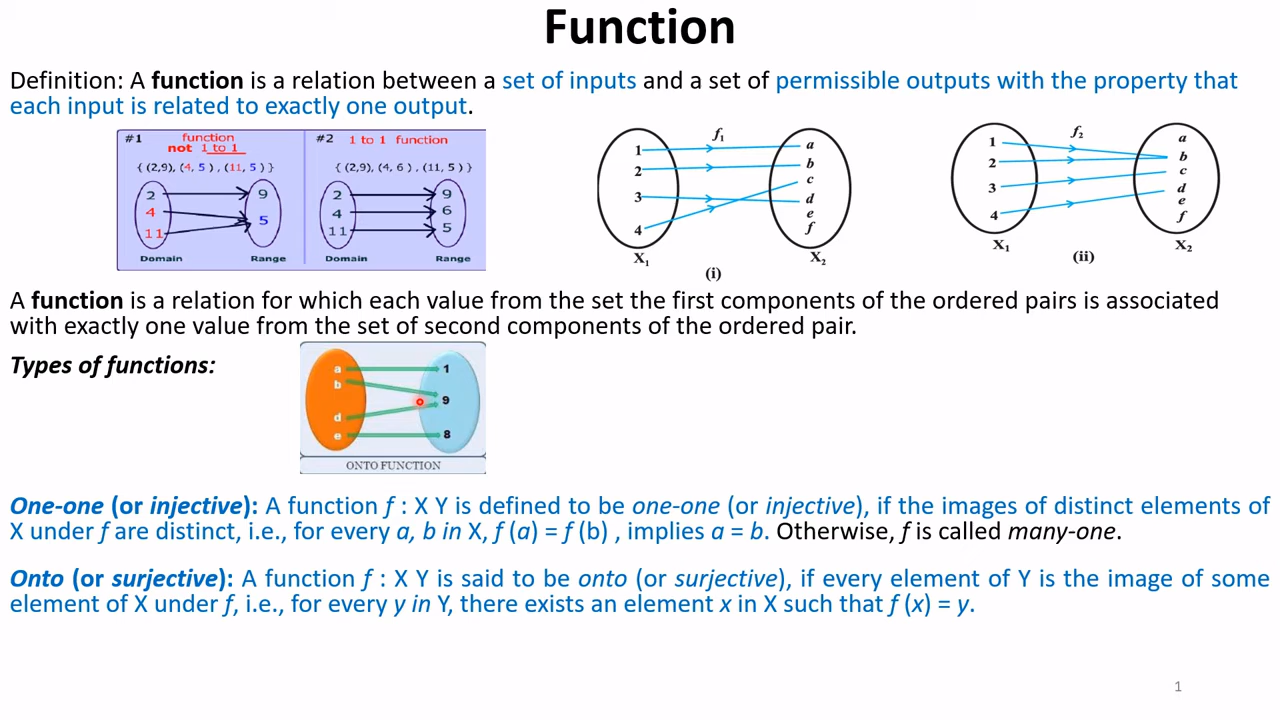 Function
Definition: A function is a relation between a set of inputs and a set of permissible outputs with the property that
each input is related to exactly one output.
#1 function
not 1 to 1
{ (2,9), (4, 5 ) , (11, 5 ) }
2 9
4 5
11
Domain Range
#2 1 to 1 function
{ (2,9), (4, 6 ) , (11, 5 ) }
2 9
4 6
11 5
Domain Range
f1
1 a
2 b
c
3 d
e
4 f
X1 X2
(i)
f2
1 a
2 b
c
3 d
e
4 f
X1 X2
(ii)
A function is a relation for which each value from the set the first components of the ordered pairs is associated
with exactly one value from the set of second components of the ordered pair.
Types of functions:
a 1
b 9
d
e 8
ONTO FUNCTION
One-one (or injective): A function f : X Y is defined to be one-one (or injective), if the images of distinct elements of
X under f are distinct, i.e., for every a, b in X, f (a) = f (b) , implies a = b. Otherwise, f is called many-one.
Onto (or surjective): A function f : X Y is said to be onto (or surjective), if every element of Y is the image of some
element of X under f, i.e., for every y in Y, there exists an element x in X such that f (x) = y.
1